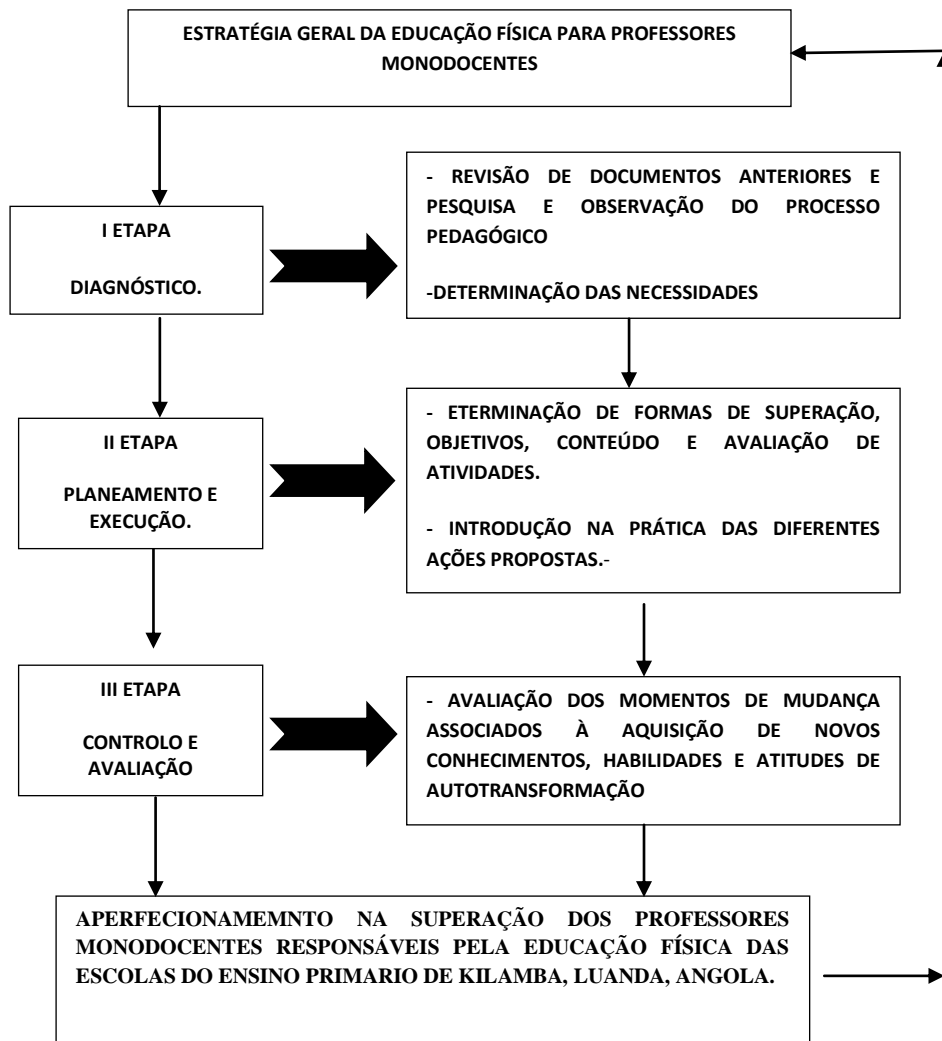 ESTRATÉGIA GERAL DA EDUCAÇÃO FÍSICA PARA PROFESSORES
MONODOCENTES
I ETAPA
DIAGNÓSTICO.
- REVISÃO DE DOCUMENTOS ANTERIORES E
PESQUISA E OBSERVAÇÃO DO PROCESSO
PEDAGÓGICO
-DETERMINAÇÃO DAS NECESSIDADES
II ETAPA
PLANEAMENTO E
EXECUÇÃO.
- ETERMINAÇÃO DE FORMAS DE SUPERAÇÃO,
OBJETIVOS, CONTEÚDO E AVALIAÇÃO DE
ATIVIDADES.
- INTRODUÇÃO NA PRÁTICA DAS DIFERENTES
AÇÕES PROPOSTAS.-
III ETAPA
CONTROLO E
AVALIAÇÃO
- AVALIAÇÃO DOS MOMENTOS DE MUDANÇA
ASSOCIADOS À AQUISIÇÃO DE NOVOS
CONHECIMENTOS, HABILIDADES E ATITUDES DE
AUTOTRANSFORMAÇÃO
APERFECIONAMEMNTO NA SUPERAÇÃO DOS PROFESSORES
MONODOCENTES RESPONSÁVEIS PELA EDUCAÇÃO FÍSICA DAS
ESCOLAS DO ENSINO PRIMARIO DE KILAMBA, LUANDA, ANGOLA.